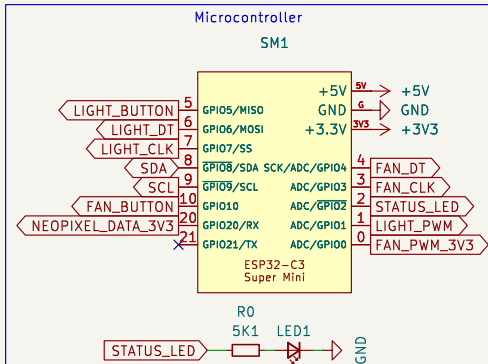 Microcontroller
SM1
+5V 5V +5V
GND G GND
+3.3V 3V3 +3V3
LIGHT_BUTTON 5 GPIO5/MISO
LIGHT_DT 6 GPIO6/MOSI
LIGHT_CLK 7 GPIO7/SS
SDA 8 GPIO8/SDA SCK/ADC/GPIO4 4 FAN_DT
SCL 9 GPIO9/SCL ADC/GPIO3 3 FAN_CLK
FAN_BUTTON 10 GPIO10 ADC/GPIO2 2 STATUS_LED
NEOPIXEL_DATA_3V3 20 GPIO20/RX ADC/GPIO1 1 LIGHT_PWM
21 GPIO21/TX ADC/GPIO0 0 FAN_PWM_3V3
ESP32-C3
Super Mini
R0
5K1 LED1
STATUS_LED GND